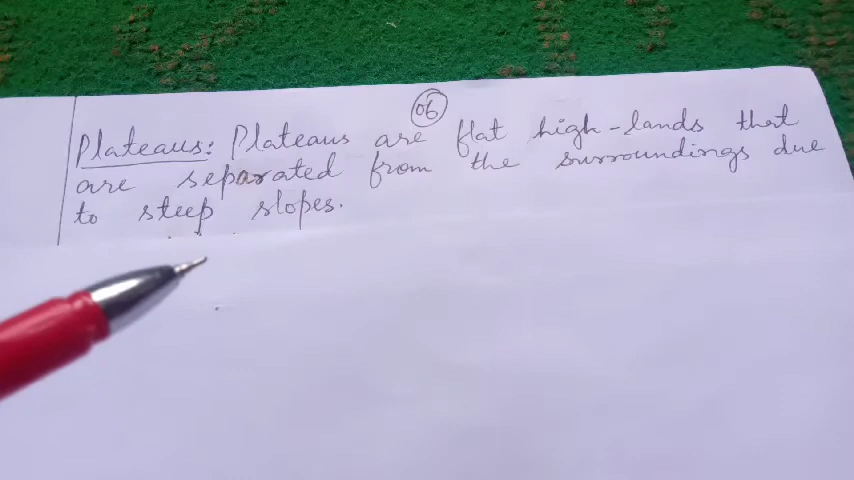 06
Plateaus: Plateaus are flat high-lands that
are separated from the surroundings due
to steep slopes.